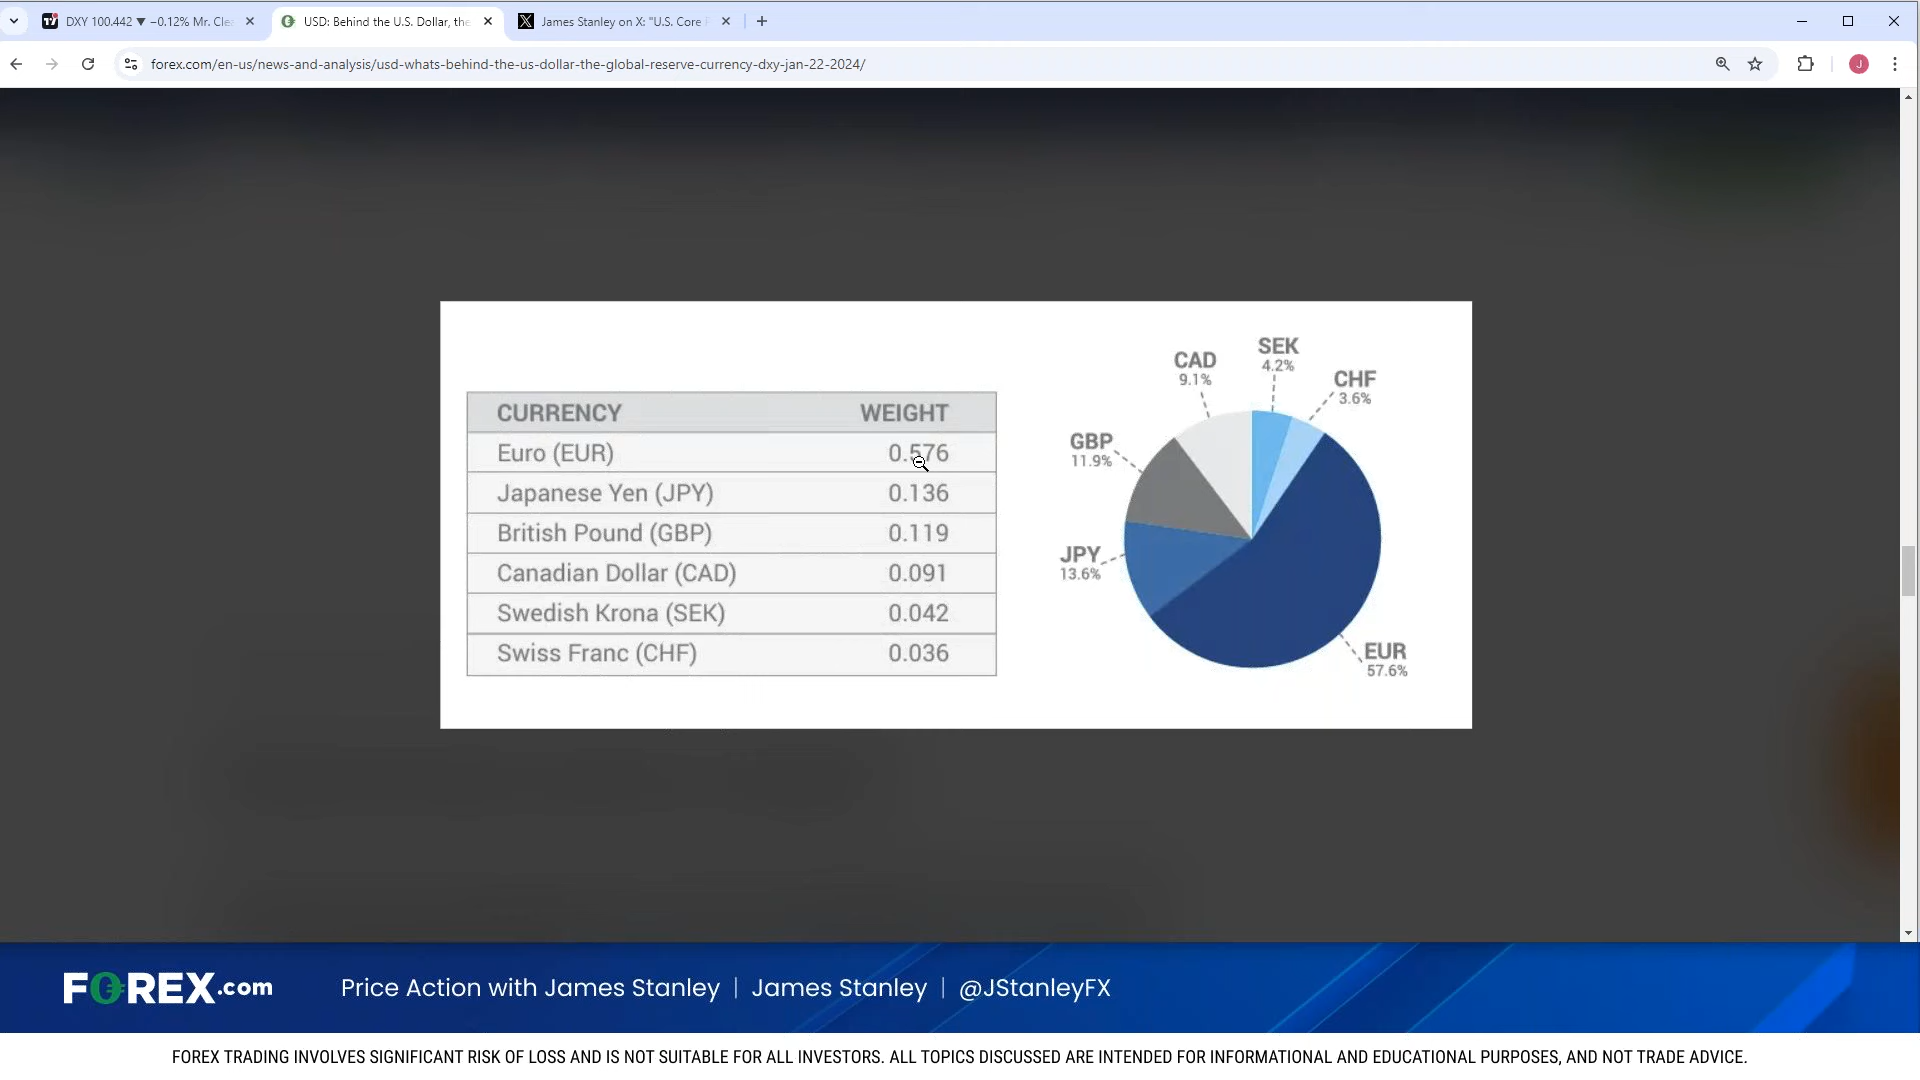 DXY 100.442 ▼ −0.12% Mr. Cle
USD: Behind the U.S. Dollar, the
James Stanley on X: "U.S. Core
forex.com/en-us/news-and-analysis/usd-whats-behind-the-us-dollar-the-global-reserve-currency-dxy-jan-22-2024/
J
CURRENCY WEIGHT
Euro (EUR) 0.576
Japanese Yen (JPY) 0.136
British Pound (GBP) 0.119
Canadian Dollar (CAD) 0.091
Swedish Krona (SEK) 0.042
Swiss Franc (CHF) 0.036
SEK
4.2%
CAD
9.1%
CHF
3.6%
GBP
11.9%
JPY
13.6%
EUR
57.6%
FOREX.com
Price Action with James Stanley | James Stanley | @JStanleyFX
FOREX TRADING INVOLVES SIGNIFICANT RISK OF LOSS AND IS NOT SUITABLE FOR ALL INVESTORS. ALL TOPICS DISCUSSED ARE INTENDED FOR INFORMATIONAL AND EDUCATIONAL PURPOSES, AND NOT TRADE ADVICE.